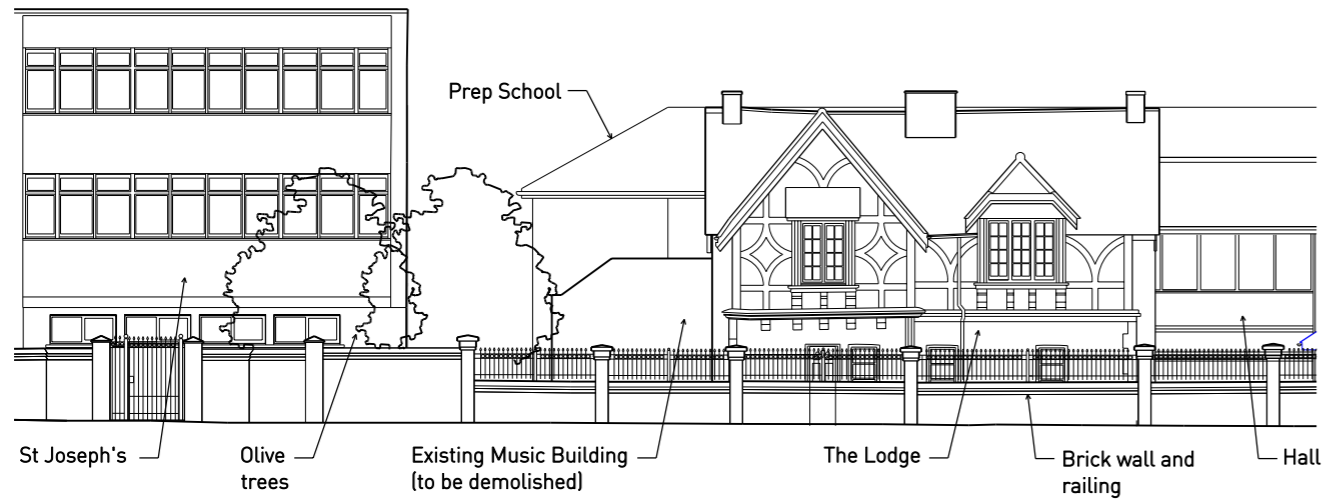 Prep School
St Joseph's
Olive
trees
Existing Music Building
(to be demolished)
The Lodge
Brick wall and
railing
Hall